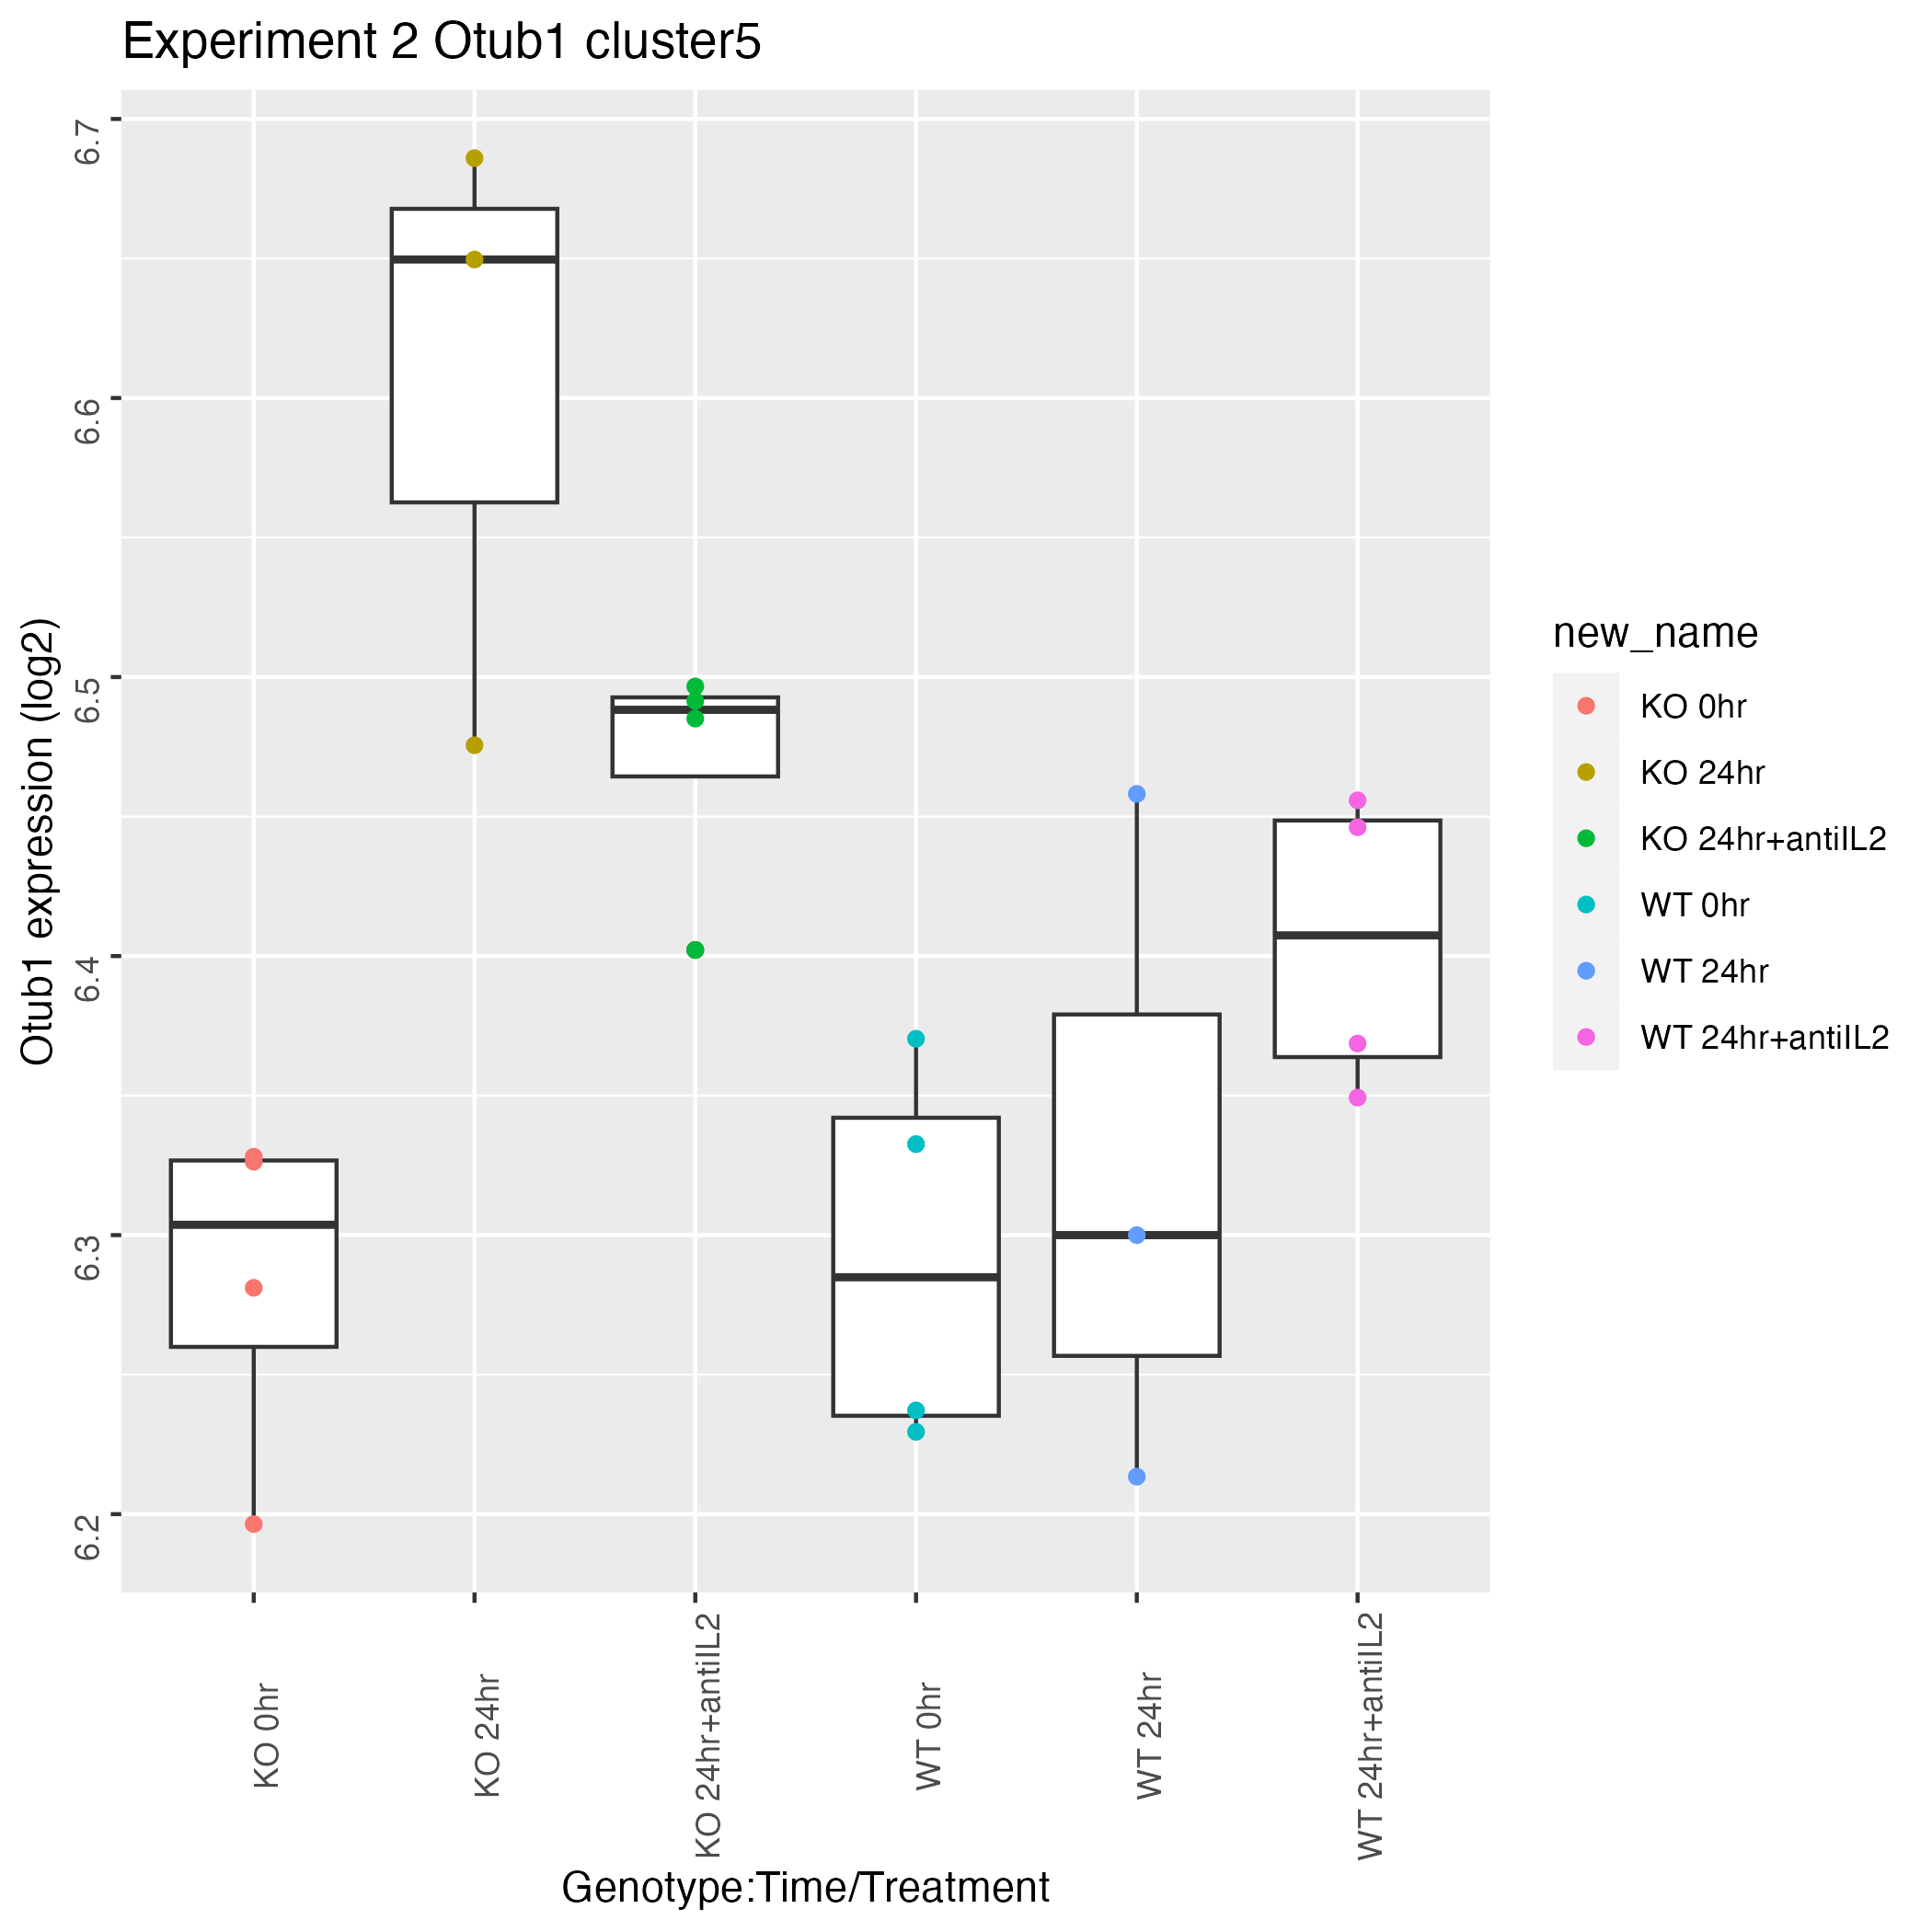 Experiment 2 Otub1 cluster5
Otub1 expression (log2)
6.7
6.6
6.5
6.4
6.3
6.2
KO 0hr
KO 24hr
KO 24hr+antiIL2
WT 0hr
WT 24hr
WT 24hr+antiIL2
Genotype:Time/Treatment
new_name
KO 0hr
KO 24hr
KO 24hr+antiIL2
WT 0hr
WT 24hr
WT 24hr+antiIL2